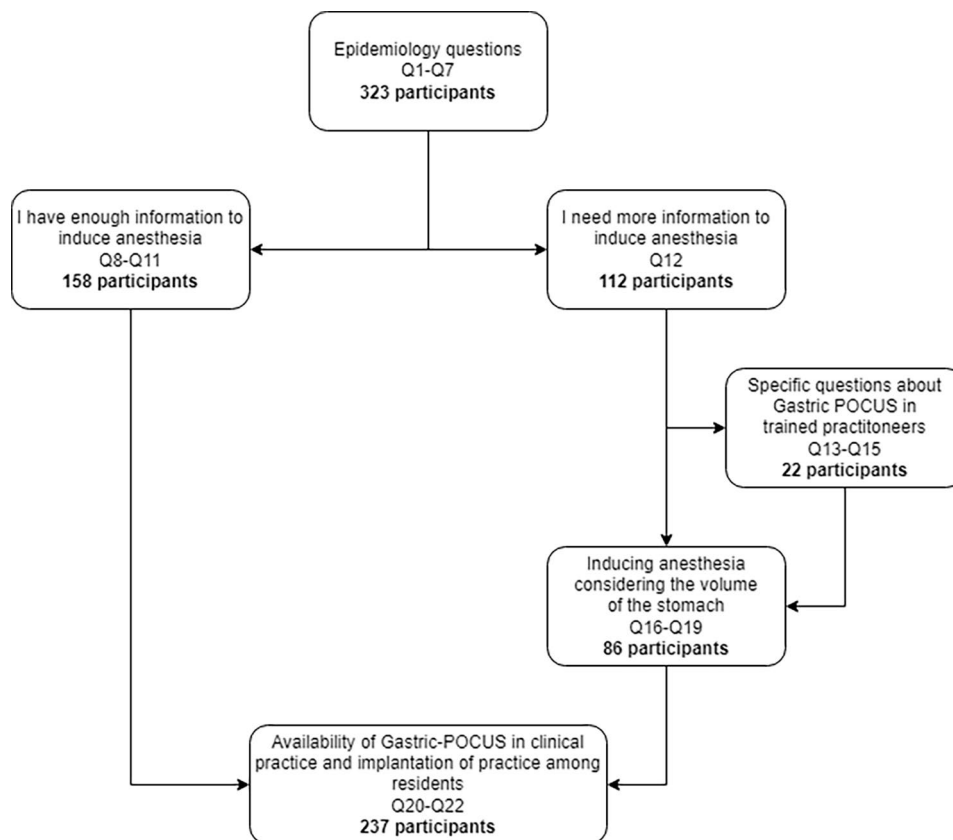 Epidemiology questions
Q1-Q7
323 participants
I have enough information to
induce anesthesia
Q8-Q11
158 participants
I need more information to
induce anesthesia
Q12
112 participants
Specific questions about
Gastric POCUS in
trained practitoneers
Q13-Q15
22 participants
Inducing anesthesia
considering the volume
of the stomach
Q16-Q19
86 participants
Availability of Gastric-POCUS in clinical
practice and implantation of practice among
residents
Q20-Q22
237 participants